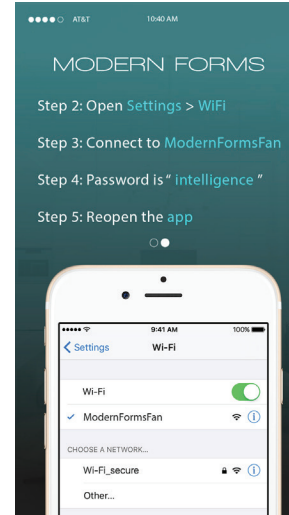 AT&T 10:40 AM
MODERN FORMS
Step 2: Open Settings > WiFi
Step 3: Connect to ModernFormsFan
Step 4: Password is " intelligence "
Step 5: Reopen the app
9:41 AM 100%
Settings Wi-Fi
Wi-Fi
ModernFormsFan
CHOOSE A NETWORK...
Wi-Fi_secure
Other...